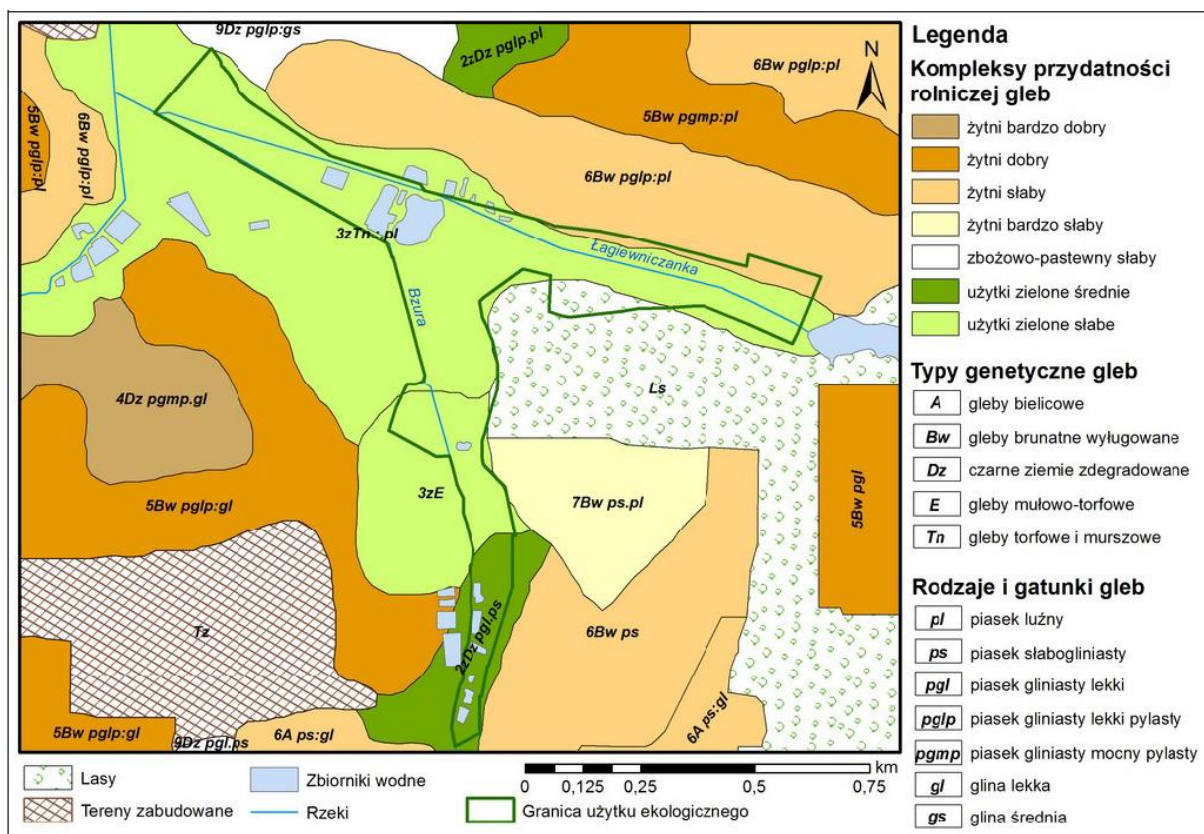 9Dz pglp:gs
2zDz pglp.pl
N
6Bw pglp:pl
5Bw pglp:pl
6Bw pglp:pl
5Bw pgmp:pl
6Bw pglp:pl
3zTn : pl
Łagiewniczanka
Bzura
4Dz pgmp.gl
Ls
3zE
7Bw ps.pl
5Bw pglp:gl
5Bw pgl
Tz
2zDz pgl.ps
6Bw ps
6A ps:gl
5Bw pglp:gl
9Dz pgl.ps
6A ps:gl
Legenda
Kompleksy przydatności
rolniczej gleb
żytni bardzo dobry
żytni dobry
żytni słaby
żytni bardzo słaby
zbożowo-pastewny słaby
użytki zielone średnie
użytki zielone słabe
Typy genetyczne gleb
A gleby bielicowe
Bw gleby brunatne wyługowane
Dz czarne ziemie zdegradowane
E gleby mułowo-torfowe
Tn gleby torfowe i murszowe
Rodzaje i gatunki gleb
pl piasek luźny
ps piasek słabogliniasty
pgl piasek gliniasty lekki
pglp piasek gliniasty lekki pylasty
pgmp piasek gliniasty mocny pylasty
gl glina lekka
gs glina średnia
Lasy
Tereny zabudowane
Zbiorniki wodne
Rzeki
km
0 0,125 0,25 0,5 0,75
Granica użytku ekologicznego